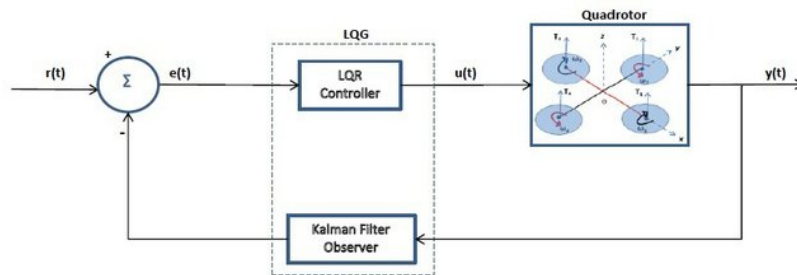 Quadrotor
LQG
r(t)
+
Σ
-
e(t)
LQR
Controller
u(t)
z
y
x
o
y(t)
Kalman Filter
Observer